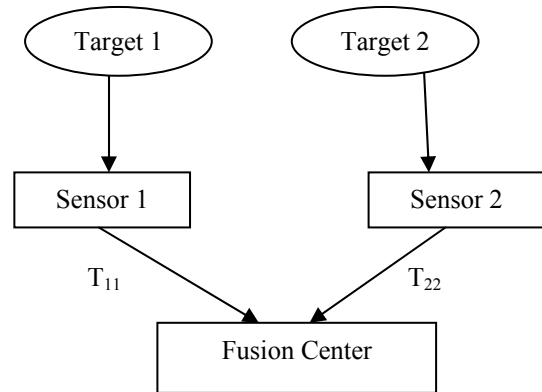 Target 1
Target 2
Sensor 1
Sensor 2
T₁₁
T₂₂
Fusion Center